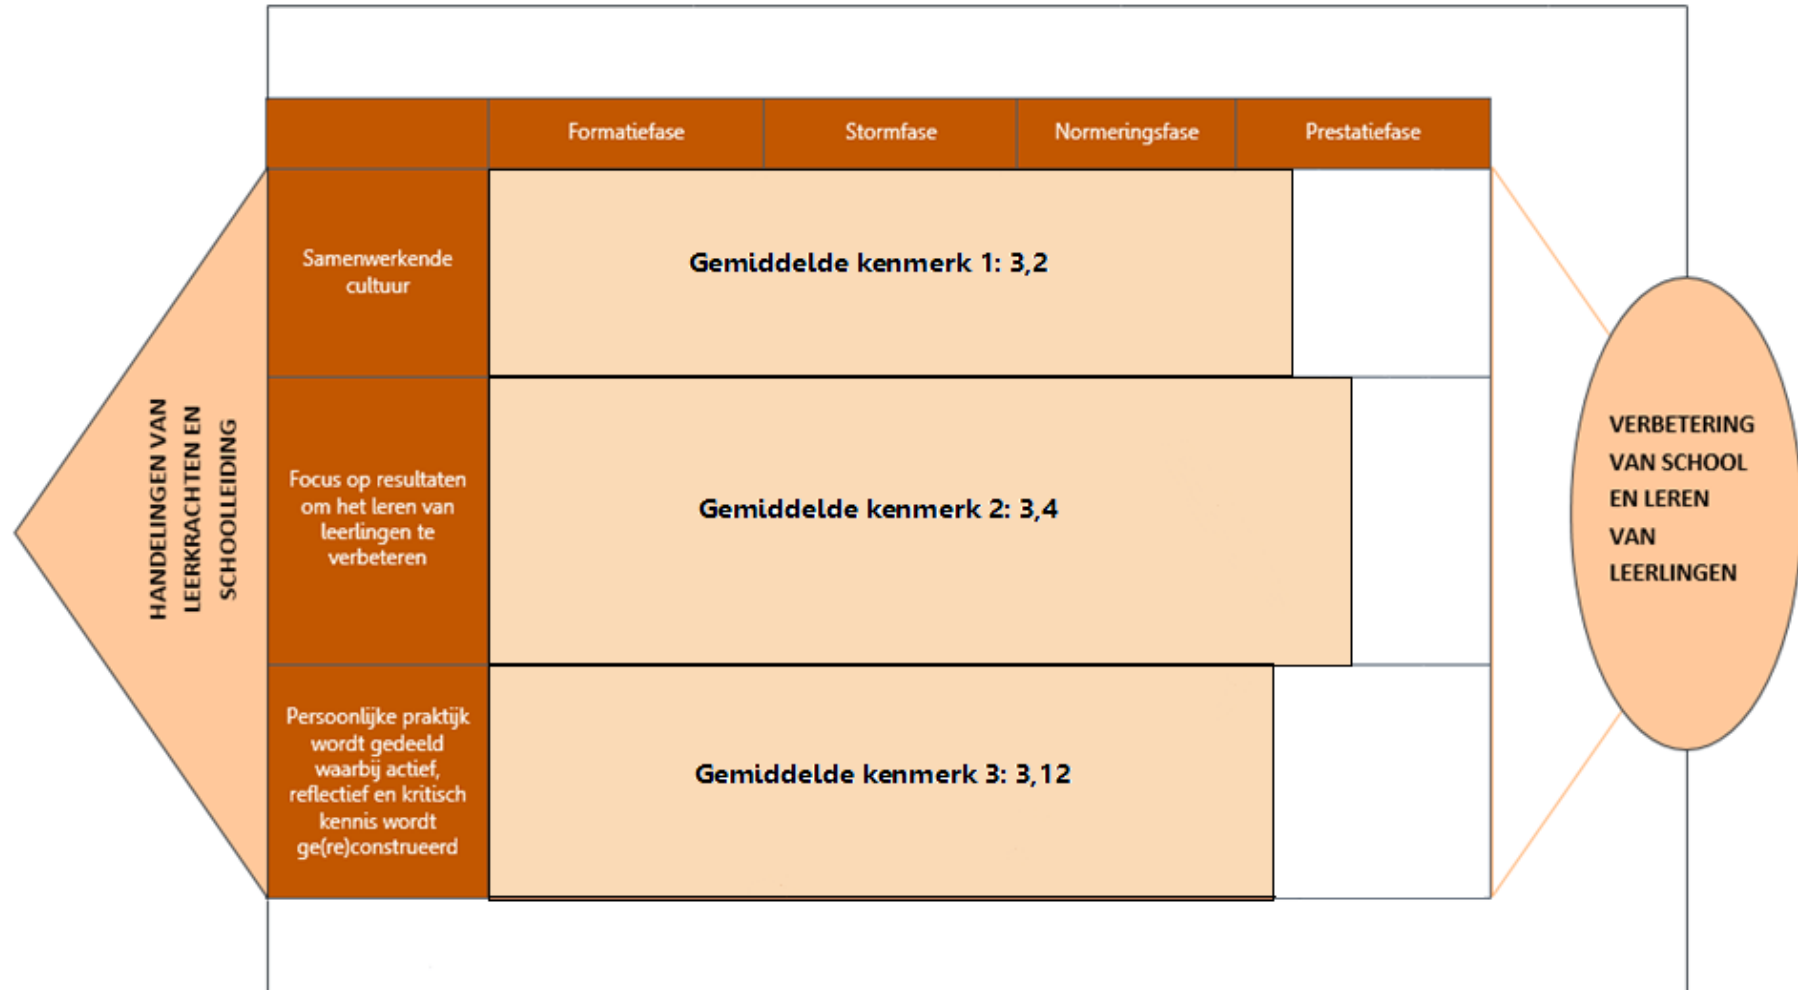 Formatiefase
Stormfase
Normeringsfase
Prestatiefase
HANDELINGEN VAN
LEERKRACHTEN EN
SCHOOLLEIDING
Samenwerkende
cultuur
Gemiddelde kenmerk 1: 3,2
Focus op resultaten
om het leren van
leerlingen te
verbeteren
Gemiddelde kenmerk 2: 3,4
Persoonlijke praktijk
wordt gedeeld
waarbij actief,
reflectief en kritisch
kennis wordt
ge(re)construeerd
Gemiddelde kenmerk 3: 3,12
VERBETERING
VAN SCHOOL
EN LEREN
VAN
LEERLINGEN